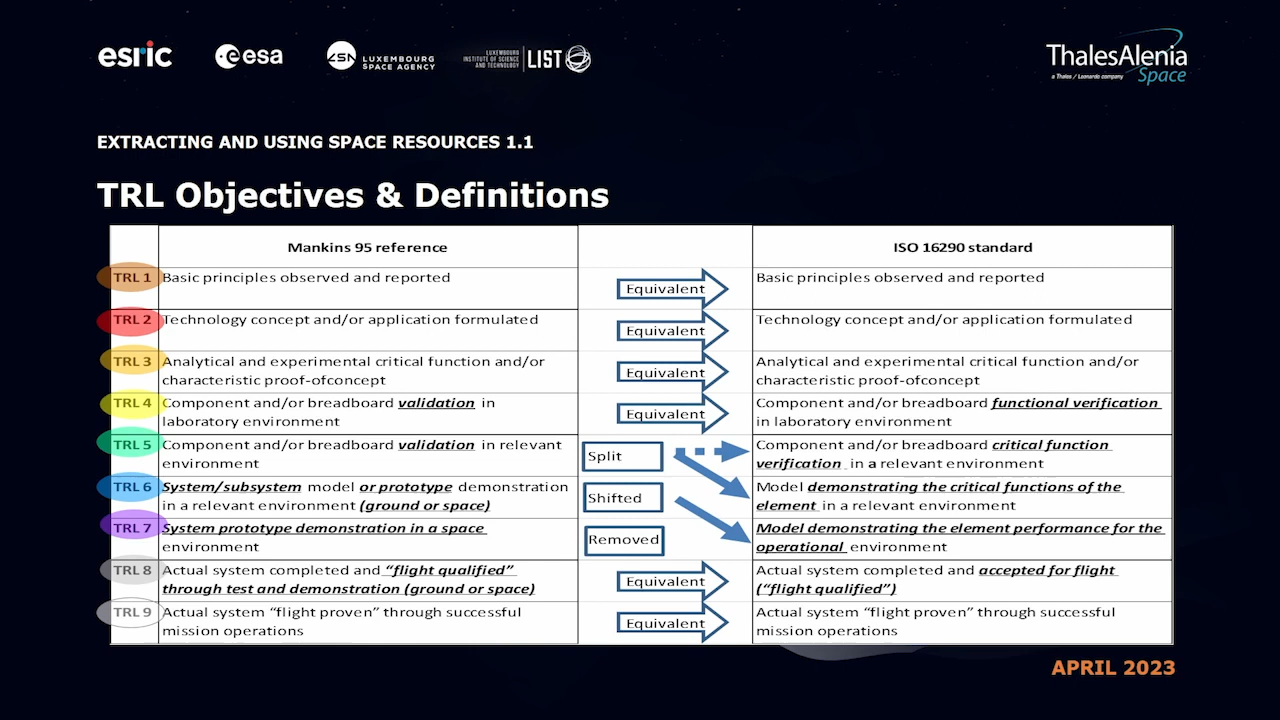 esric
esa
LSA LUXEMBOURG
SPACE AGENCY
LUXEMBOURG
INSTITUTE OF SCIENCE
AND TECHNOLOGY
LIST
ThalesAlenia
a Thales / Leonardo company
Space
EXTRACTING AND USING SPACE RESOURCES 1.1
TRL Objectives & Definitions
Mankins 95 reference
ISO 16290 standard
TRL 1
Basic principles observed and reported
Equivalent
Basic principles observed and reported
TRL 2
Technology concept and/or application formulated
Equivalent
Technology concept and/or application formulated
TRL 3
Analytical and experimental critical function and/or
characteristic proof-ofconcept
Equivalent
Analytical and experimental critical function and/or
characteristic proof-ofconcept
TRL 4
Component and/or breadboard validation in
laboratory environment
Equivalent
Component and/or breadboard functional verification
in laboratory environment
TRL 5
Component and/or breadboard validation in relevant
environment
Split
Component and/or breadboard critical function
verification in a relevant environment
TRL 6
System/subsystem model or prototype demonstration
in a relevant environment (ground or space)
Shifted
Model demonstrating the critical functions of the
element in a relevant environment
TRL 7
System prototype demonstration in a space
environment
Removed
Model demonstrating the element performance for the
operational environment
TRL 8
Actual system completed and “flight qualified”
through test and demonstration (ground or space)
Equivalent
Actual system completed and accepted for flight
(“flight qualified”)
TRL 9
Actual system “flight proven” through successful
mission operations
Equivalent
Actual system “flight proven” through successful
mission operations
APRIL 2023